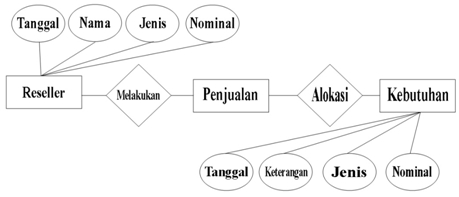 Tanggal
Nama
Jenis
Nominal
Reseller
Melakukan
Penjualan
Alokasi
Kebutuhan
Tanggal
Keterangan
Jenis
Nominal